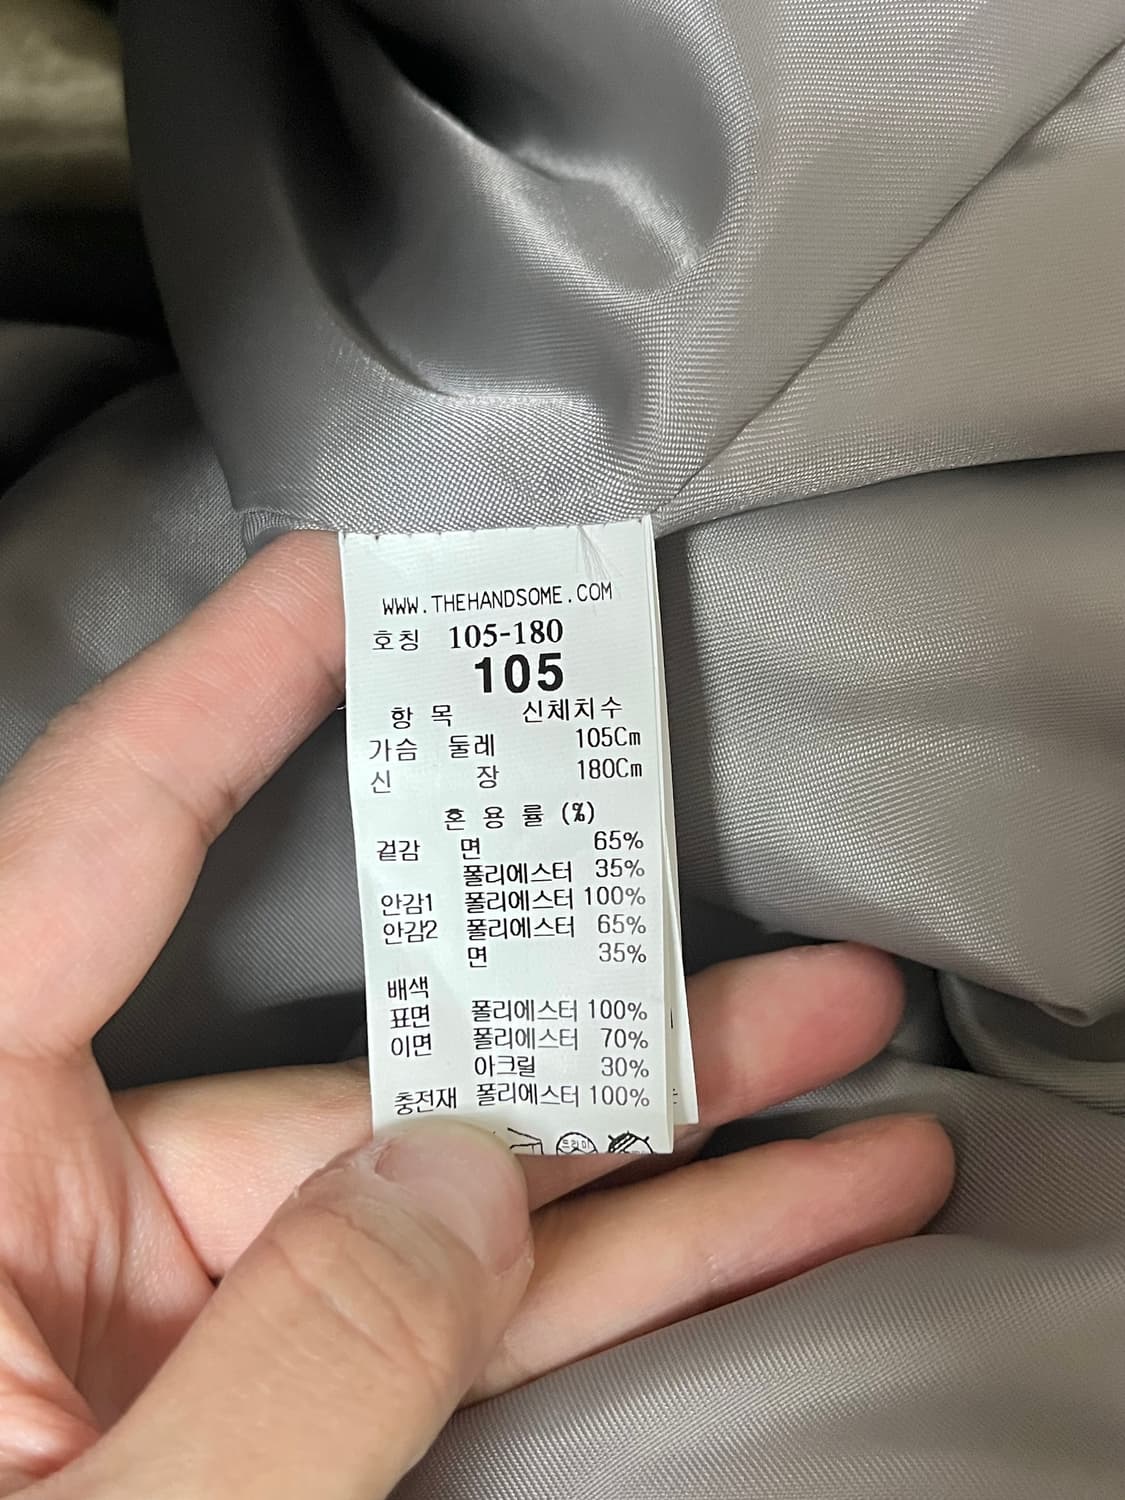 WWW.THEHANDSOME.COM
호칭 105-180
105
항 목 신체치수
가슴 둘레 105Cm
신 장 180Cm
혼 용 률 (%)
겉감 면 65%
폴리에스터 35%
안감1 폴리에스터 100%
안감2 폴리에스터 65%
면 35%
배색
표면 폴리에스터 100%
이면 폴리에스터 70%
아크릴 30%
충전재 폴리에스터 100%